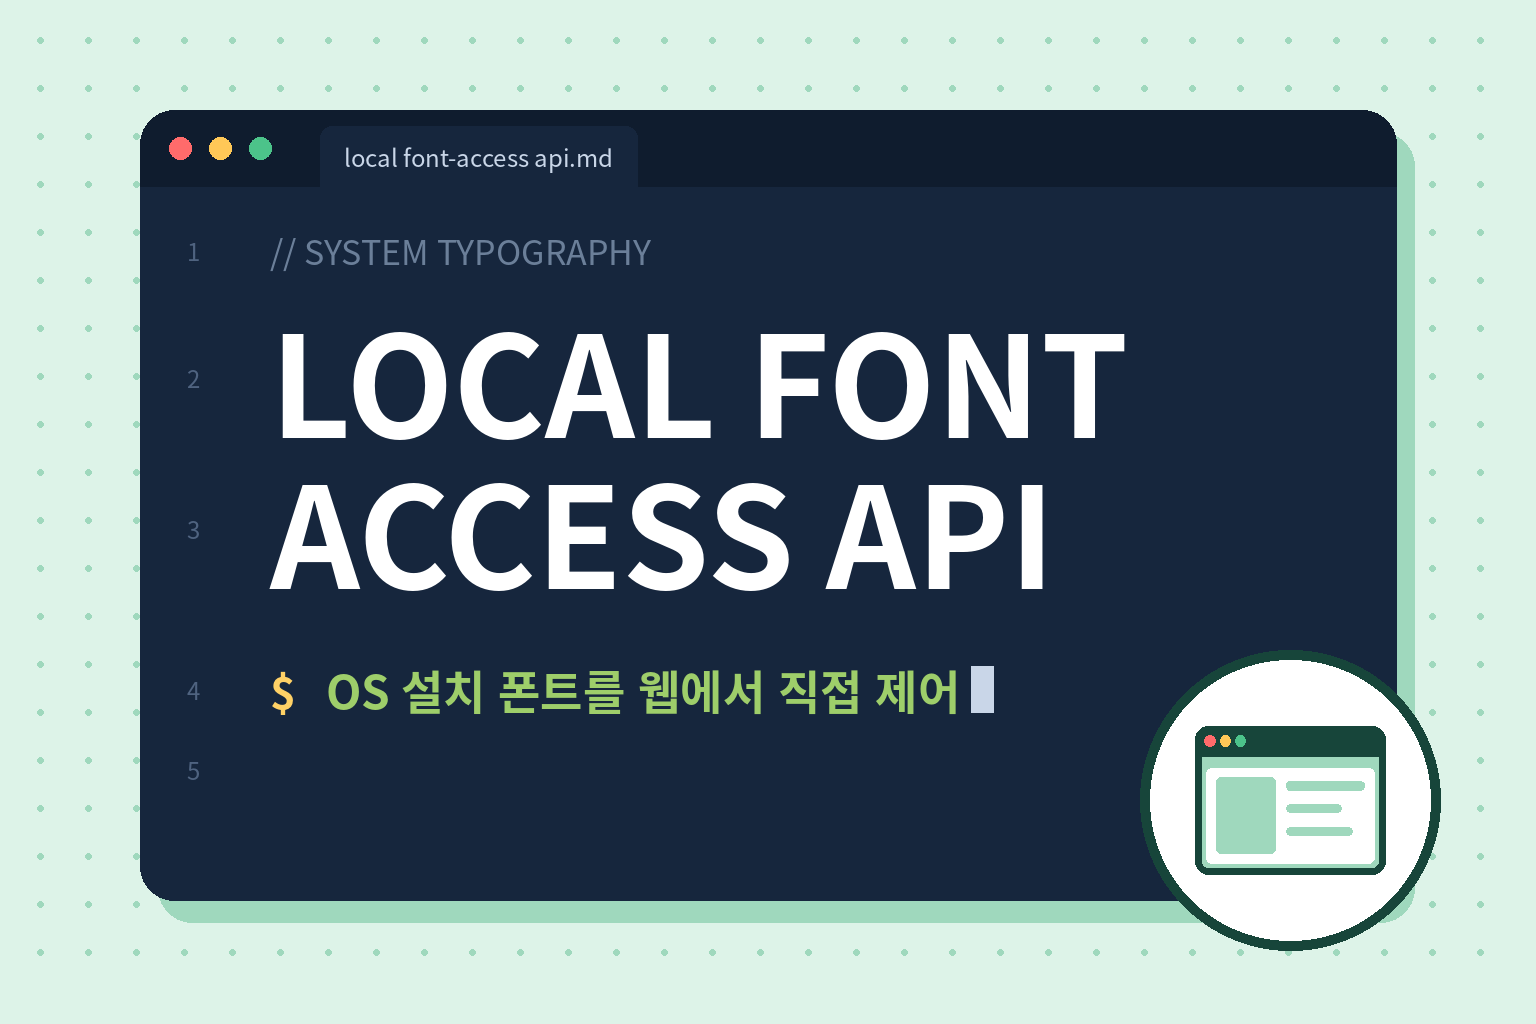 local font-access api.md
1 // SYSTEM TYPOGRAPHY
2 LOCAL FONT
3 ACCESS API
4 $ OS 설치 폰트를 웹에서 직접 제어
5